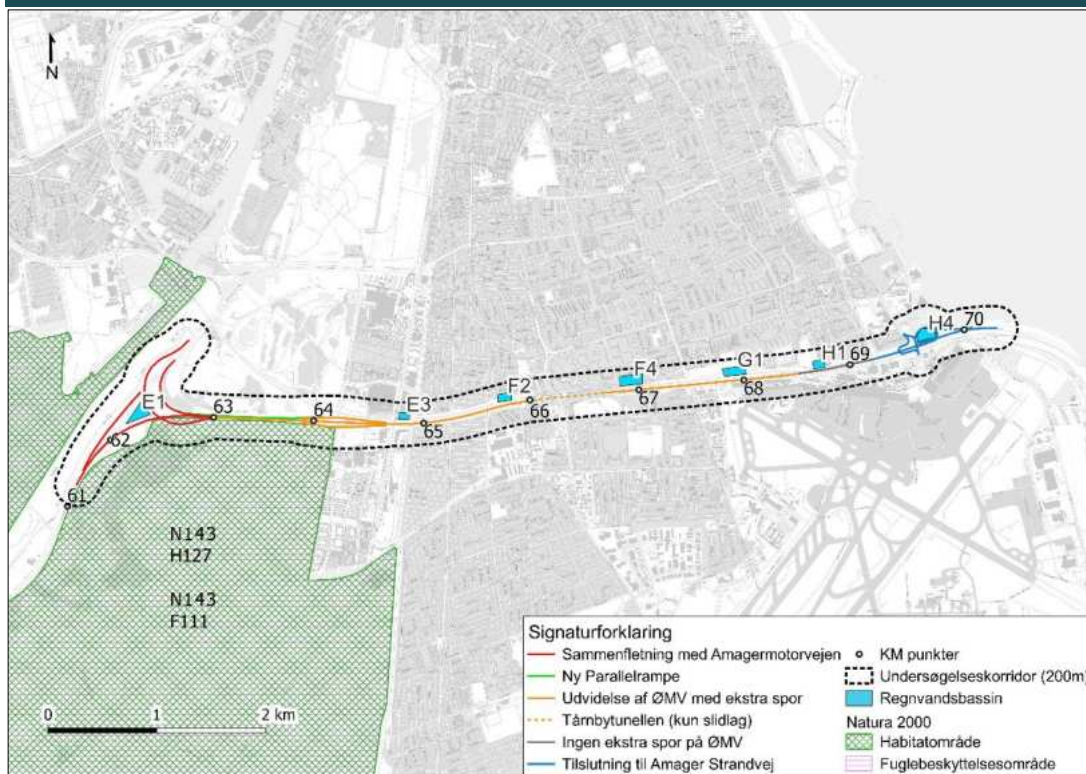 N
H4
70
H1
69
G1
68
F4
67
F2
66
E3
65
64
63
E1
62
61
N143
H127
N143
F111
0 1 2 km
Signaturforklaring
Sammenfletning med Amagermotorvejen
Ny Parallelrampe
Udvidelse af ØMV med ekstra spor
Tårnbytunellen (kun slidlag)
Ingen ekstra spor på ØMV
Tilslutning til Amager Strandvej
KM punkter
Undersøgelseskorridor (200m)
Regnvandsbassin
Natura 2000
Habitatområde
Fuglebeskyttelsesområde